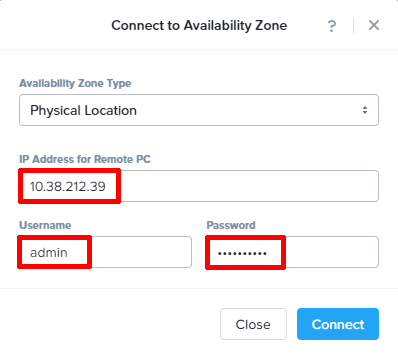 Connect to Availability Zone ? ×
Availability Zone Type
Physical Location
IP Address for Remote PC
10.38.212.39
Username Password
admin ••••••••••
Close Connect